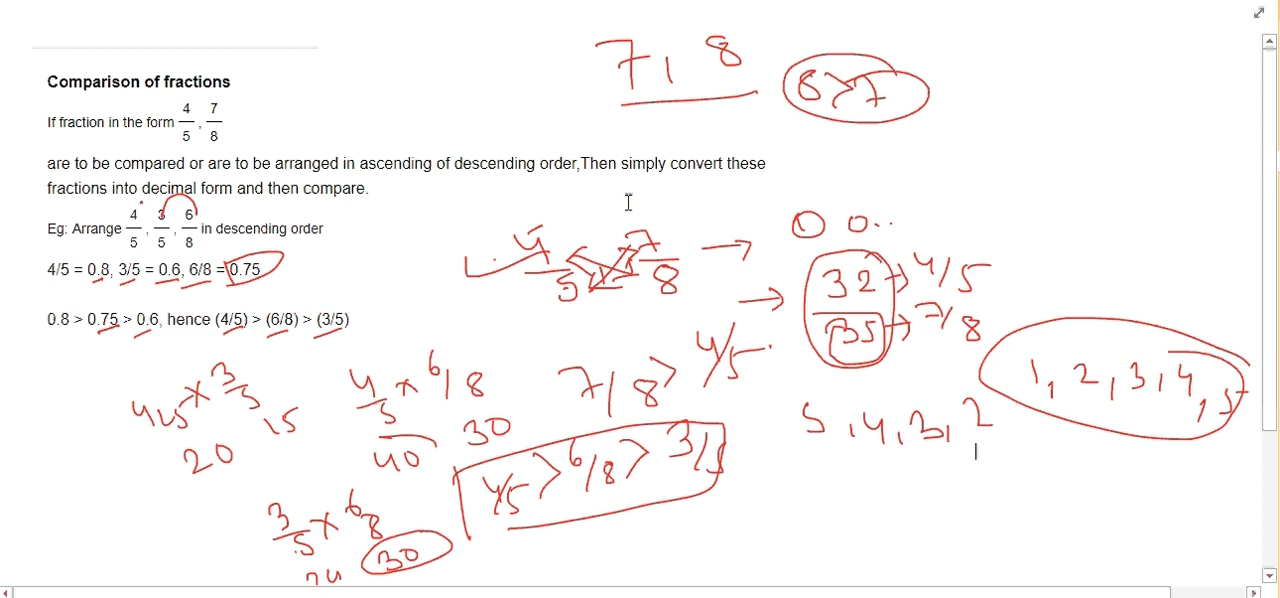 7, 8
8>7
Comparison of fractions
If fraction in the form 4/5 , 7/8
are to be compared or are to be arranged in ascending of descending order,Then simply convert these
fractions into decimal form and then compare.
Eg: Arrange 4/5 , 3/5 , 6/8 in descending order
4/5 = 0.8, 3/5 = 0.6, 6/8 = 0.75
0.8 > 0.75 > 0.6, hence (4/5) > (6/8) > (3/5)
4/5 7/8 → ① 0..
→ 32 → 4/5
35 → 7/8
7/8 > 4/5
1, 2, 3, 4, 5
5, 4, 3, 2
1
4/5 × 3/5
20 15
4/5 × 6/8
40 30
4/5 > 6/8 > 3/5
3/5 × 6/8
24 30